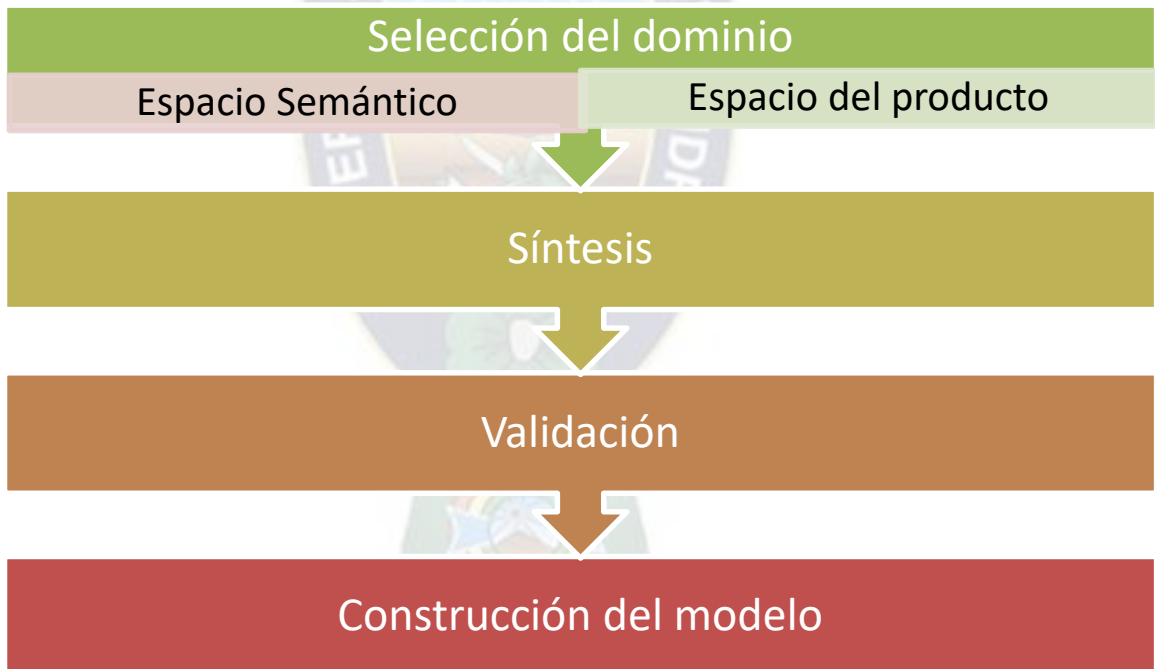 Selección del dominio
Espacio Semántico
Espacio del producto
Síntesis
Validación
Construcción del modelo